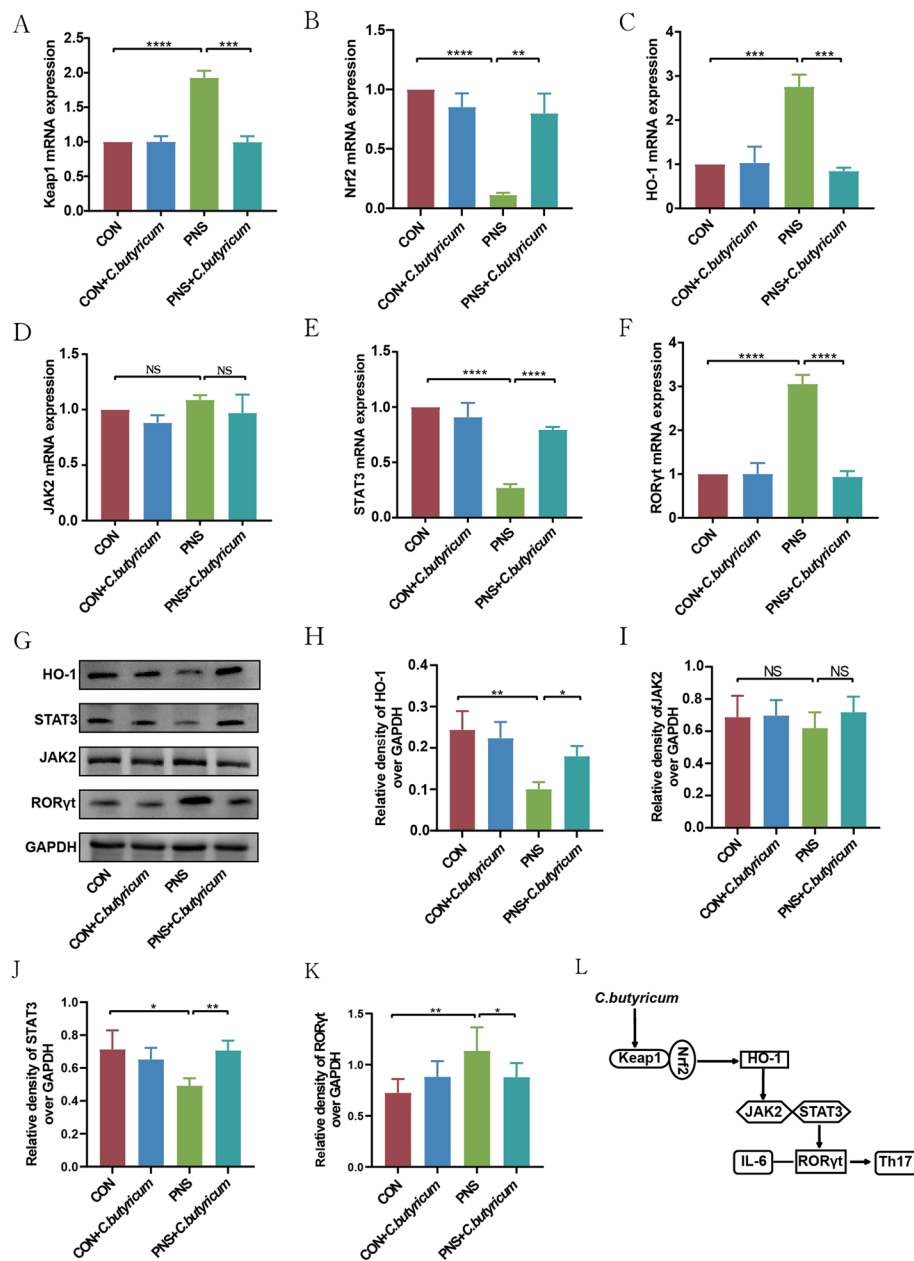 A
Keap1 mRNA expression
2.5
2.0
1.5
1.0
0.5
0.0
****
***
CON
CON+C.butyricum
PNS
PNS+C.butyricum
B
Nrf2 mRNA expression
1.5
1.0
0.5
0.0
****
**
CON
CON+C.butyricum
PNS
PNS+C.butyricum
C
HO-1 mRNA expression
4
3
2
1
0
***
***
CON
CON+C.butyricum
PNS
PNS+C.butyricum
D
JAK2 mRNA expression
1.5
1.0
0.5
0.0
NS
NS
CON
CON+C.butyricum
PNS
PNS+C.butyricum
E
STAT3 mRNA expression
1.5
1.0
0.5
0.0
****
****
CON
CON+C.butyricum
PNS
PNS+C.butyricum
F
RORγt mRNA expression
4
3
2
1
0
****
****
CON
CON+C.butyricum
PNS
PNS+C.butyricum
G
HO-1
STAT3
JAK2
RORγt
GAPDH
CON
CON+C.butyricum
PNS
PNS+C.butyricum
H
Relative density of HO-1
over GAPDH
0.4
0.3
0.2
0.1
0.0
**
*
CON
CON+C.butyricum
PNS
PNS+C.butyricum
I
Relative density ofJAK2
over GAPDH
1.0
0.8
0.6
0.4
0.2
0.0
NS
NS
CON
CON+C.butyricum
PNS
PNS+C.butyricum
J
Relative density of STAT3
over GAPDH
1.0
0.8
0.6
0.4
0.2
0.0
*
**
CON
CON+C.butyricum
PNS
PNS+C.butyricum
K
Relative density of RORγt
over GAPDH
1.5
1.0
0.5
0.0
**
*
CON
CON+C.butyricum
PNS
PNS+C.butyricum
L
C.butyricum
Keap1
Nrf2
HO-1
JAK2
STAT3
IL-6
RORγt
Th17